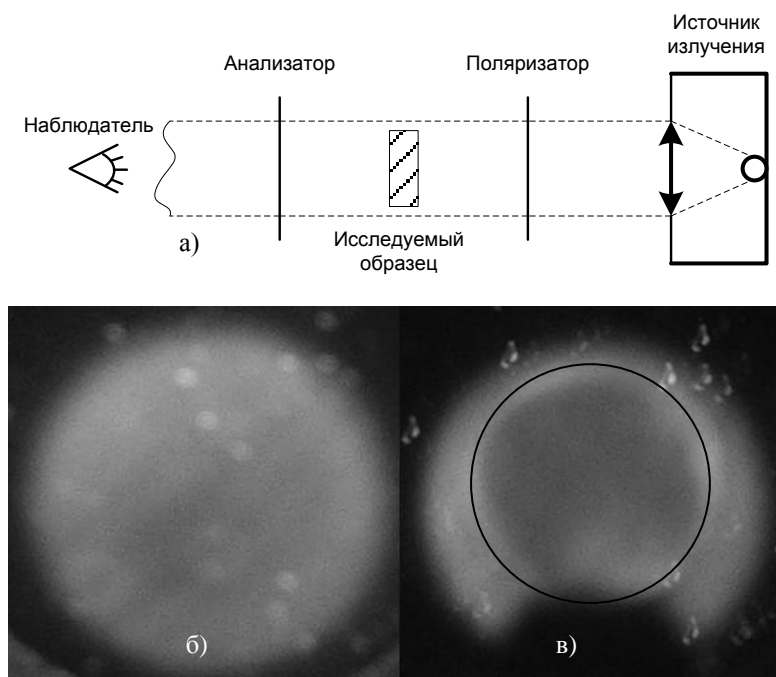 Источник
излучения
Анализатор
Поляризатор
Наблюдатель
а)
Исследуемый
образец
б)
в)